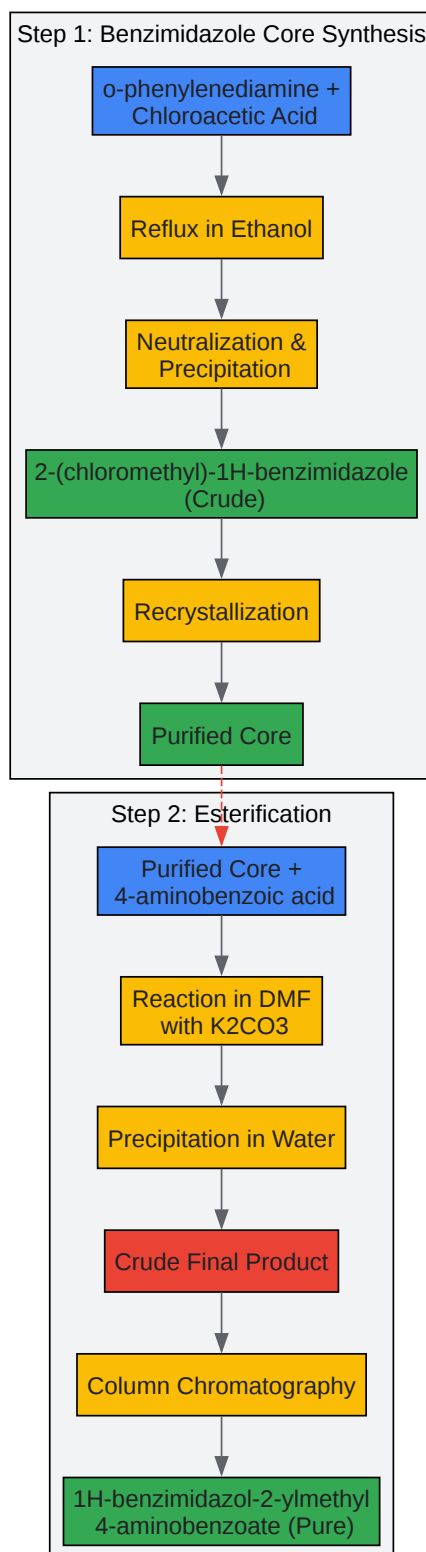 Step 1: Benzimidazole Core Synthesis
o-phenylenediamine +
Chloroacetic Acid
Reflux in Ethanol
Neutralization &
Precipitation
2-(chloromethyl)-1H-benzimidazole
(Crude)
Recrystallization
Purified Core
Step 2: Esterification
Purified Core +
4-aminobenzoic acid
Reaction in DMF
with K2CO3
Precipitation in Water
Crude Final Product
Column Chromatography
1H-benzimidazol-2-ylmethyl
4-aminobenzoate (Pure)